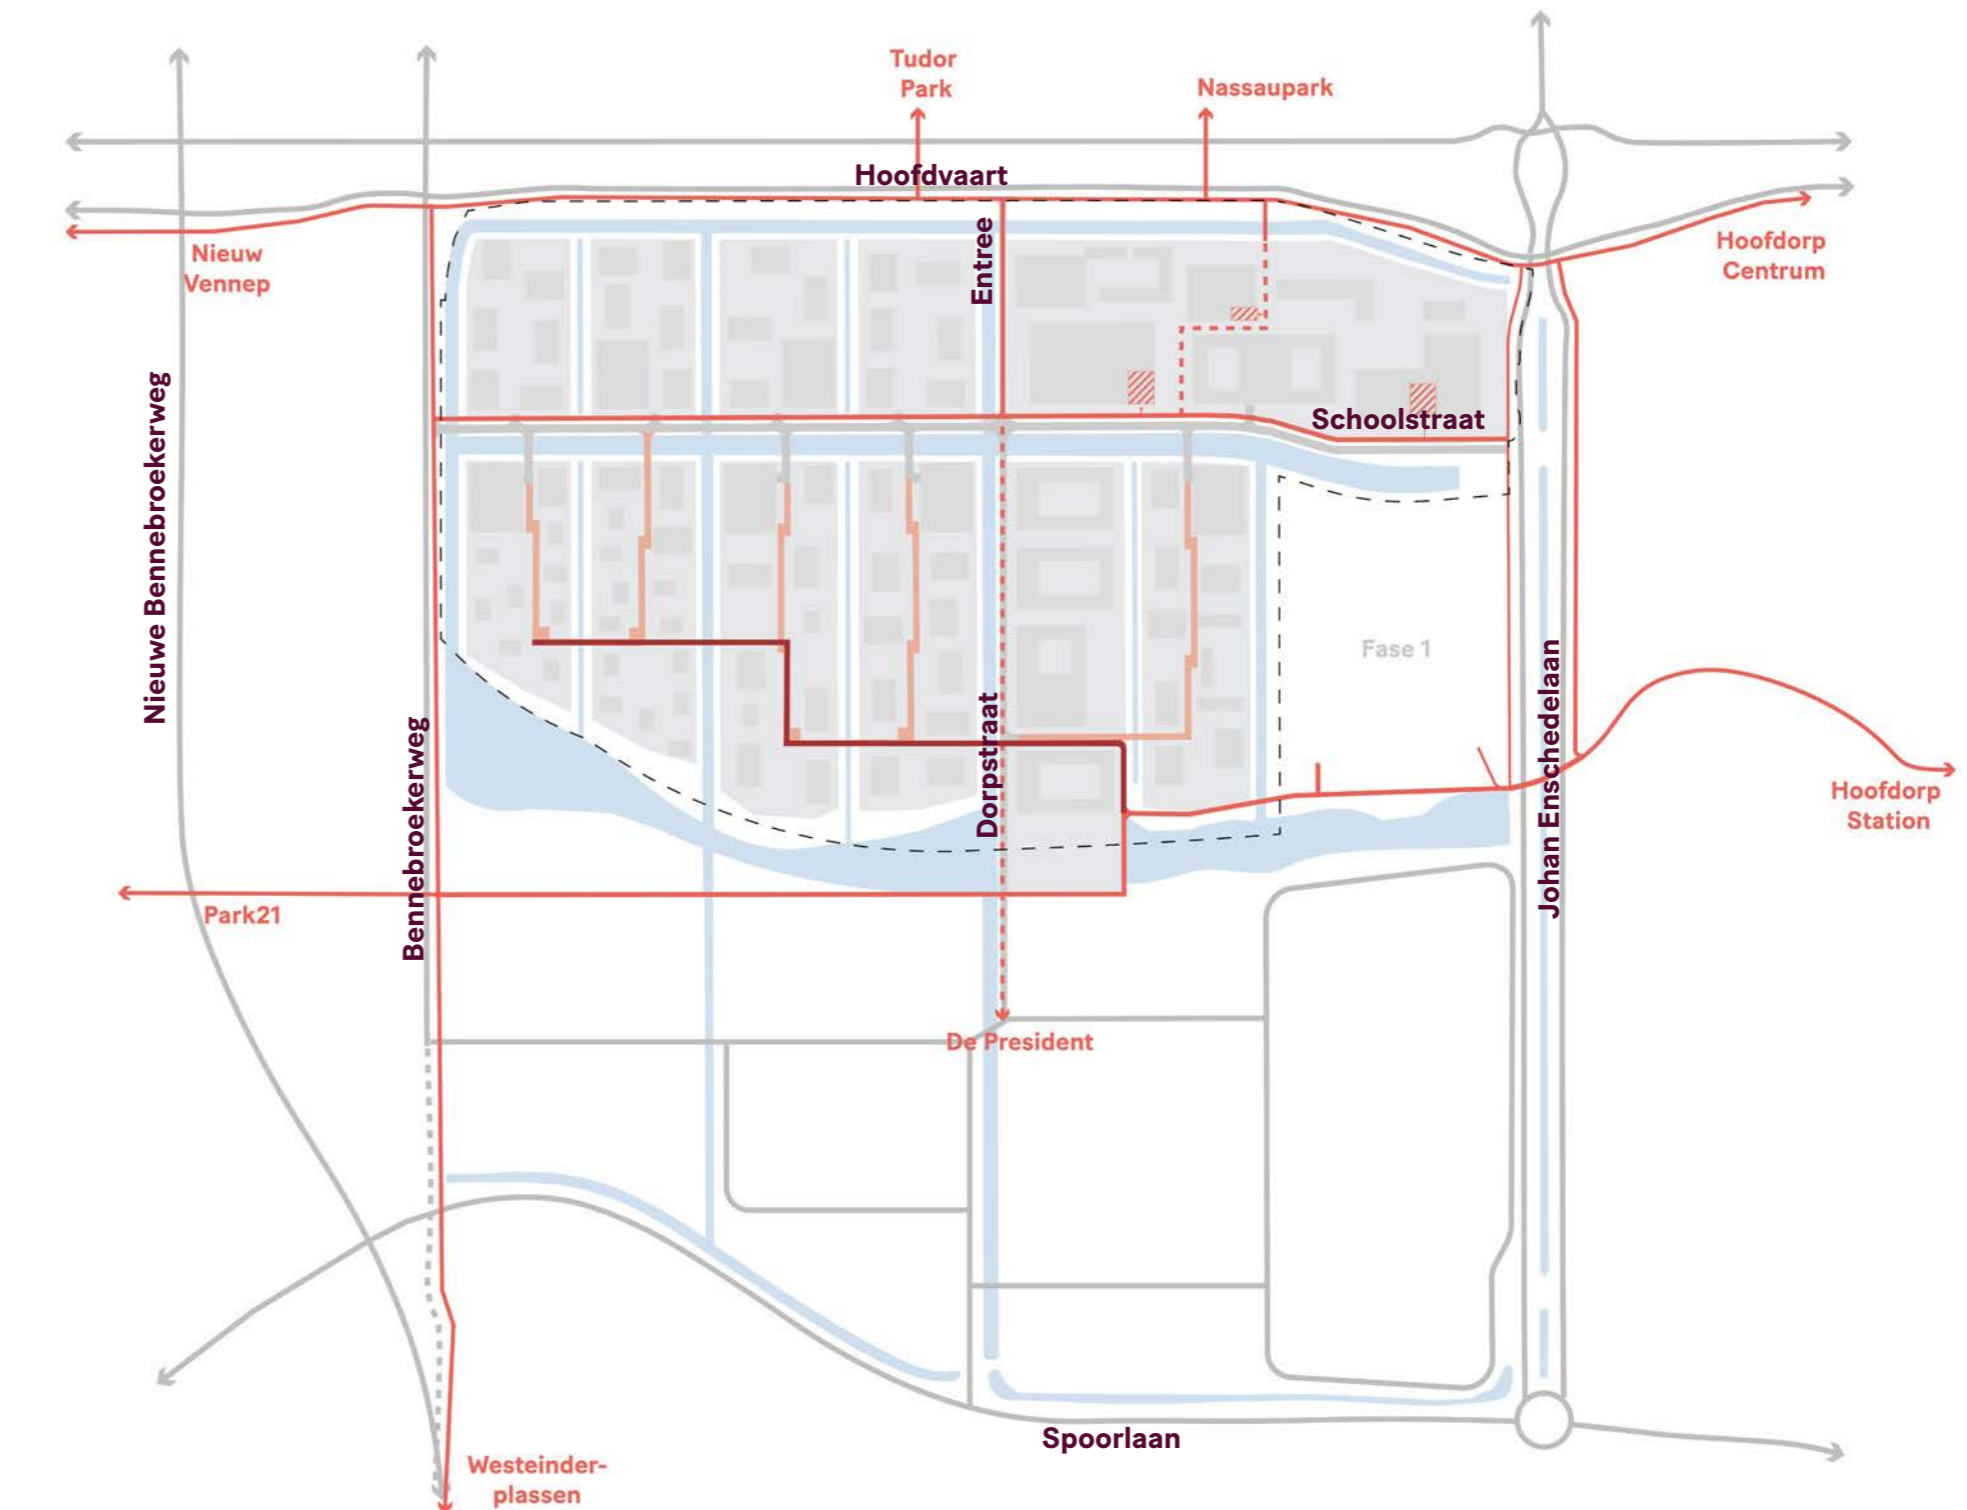 Tudor
Park
Nassaupark
Hoofdvaart
Nieuw
Vennep
Entree
Hoofdorp
Centrum
Schoolstraat
Nieuwe Bennebroekerweg
Fase 1
Bennebroekerweg
Dorpstraat
Johan Enschedelaan
Hoofdorp
Station
Park21
De President
Spoorlaan
Westeinder-
plassen